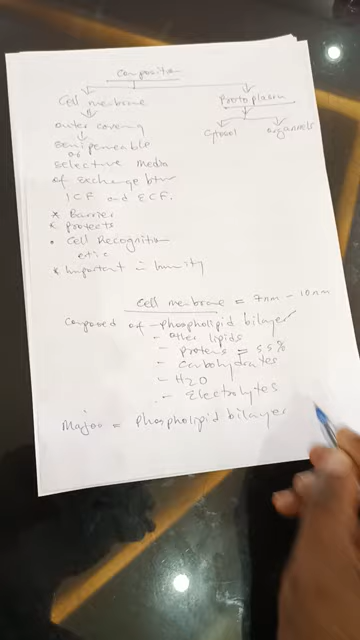 composition
Cell membrane
Protoplasm
outer covering
Cytosol
organnels
semipermeable
or
selective media
of exchange btw
ICF and ECF.
* Barrier
* Protects
• Cell Recognition
* Important in Immunity
Cell membrane = 7nm - 10nm
Composed of - phospholipid bilayer
- other lipids
- proteins = 55%
- Carbohydrates
- H2O
- Electrolytes
Major = phospholipid bilayer